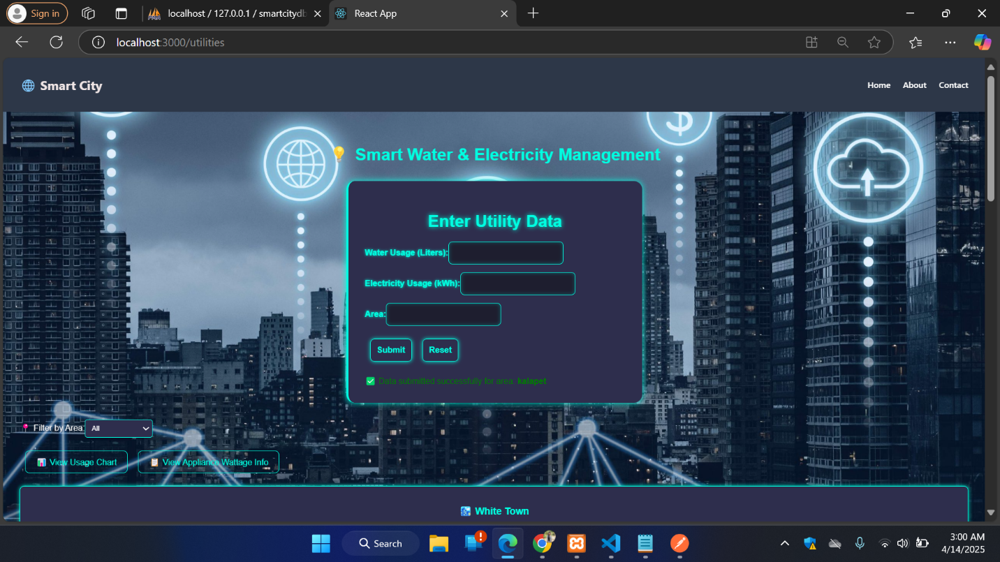 Sign in
localhost / 127.0.0.1 / smartcitydb
React App
localhost:3000/utilities
Smart City
Home About Contact
Smart Water & Electricity Management
Enter Utility Data
Water Usage (Liters):
Electricity Usage (kWh):
Area:
Submit Reset
Data submitted successfully for area: kalapet
Filter by Area: All
View Usage Chart View Appliance Wattage Info
White Town
Search
3:00 AM
4/14/2025